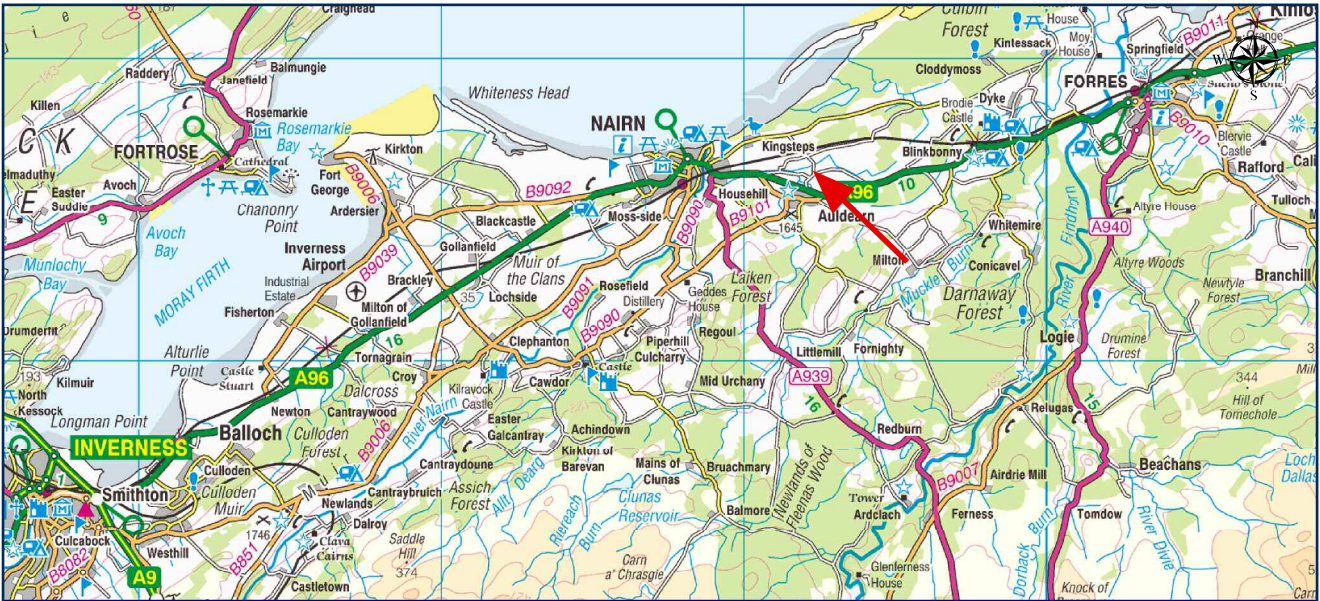 Craighead
Culbin
Forest
House
Kintessack
Moy
House
B9011
Kinlo
Grange
Springfield
Raddery
Janefield
Balmungie
Cloddymoss
FORRES
W
E
S
Killen
Rosemarkie
Whiteness Head
NAIRN
Brodie
Castle
Dyke
B9010
Blervie
Castle
C K
FORTROSE
Rosemarkie
Bay
Kirkton
Kingsteps
Blinkbonny
Rafford
Cathedral
Fort
George
B9006
B9092
10
96
elmaduthy
E
Easter
Suddie
Avoch
Ardersier
Househill
Tulloch
9
Chanonry
Point
Blackcastle
Moss-side
B9090
B9101
Auldearn
1645
Altyre House
Avoch
Bay
Gollanfield
Whitemire
A940
Inverness
Airport
B9039
Muir of
the Clans
Milton
Muckle Burn
Conicavel
River Findhorn
Altyre Woods
Munlochy
Bay
MORAY FIRTH
Industrial
Estate
Brackley
35
Lochside
B9091
Rosefield
Distillery
Geddes
House
Laiken
Forest
Darnaway
Forest
Branchill
Newtyle
Forest
Fisherton
Milton of
Gollanfield
16
B9090
Regoul
Logie
Drumderfit
Alturlie
Point
Clephanton
Piperhill
Culcharry
Littlemill
Fornighty
Drumine
Forest
Tornagrain
Castle
Stuart
A96
Dalcross
Croy
Castle
Cawdor
Mid Urchany
A939
193
Kilmuir
North
Kessock
Kilravock
Castle
344
Hill of
Tomechole
Longman Point
Newton
Cantraywood
River Nairn
Easter
Galcantray
16
Relugas
15
INVERNESS
Balloch
Culloden
Forest
B9006
Achindown
Redburn
Culloden
Cantraydoune
Kirkton of
Barevan
Mains of
Clunas
Bruachmary
Newlands of
Fleenas Wood
B9007
Airdrie Mill
Beachans
Loch
Dallas
1
Smithton
Culloden
Muir
Cantraybruich
Assich
Forest
Allt Dearg
Clunas
Reservoir
Tower
Ardclach
Newlands
Balmore
Ferness
Tomdow
Culcabock
Westhill
1746
Dalroy
Riereach
Burn
Dorback Burn
River Divie
B8082
B851
Clava
Cairns
Saddle
Hill
374
Carn
a' Chrasgie
Glenferness
House
A9
Castletown
Knock of